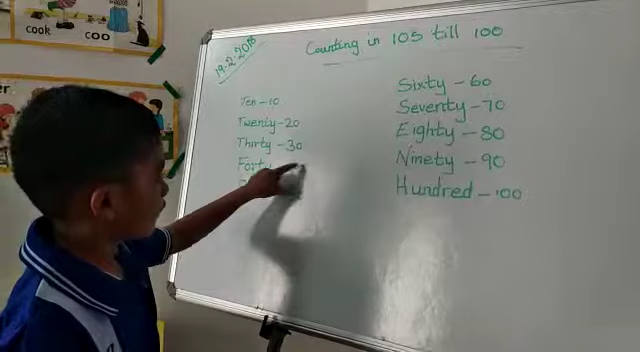 cook
coo
19-2-2018
Counting in 10s till 100
Ten - 10
Twenty - 20
Thirty - 30
Forty
Sixty - 60
Seventy - 70
Eighty - 80
Ninety - 90
Hundred - 100